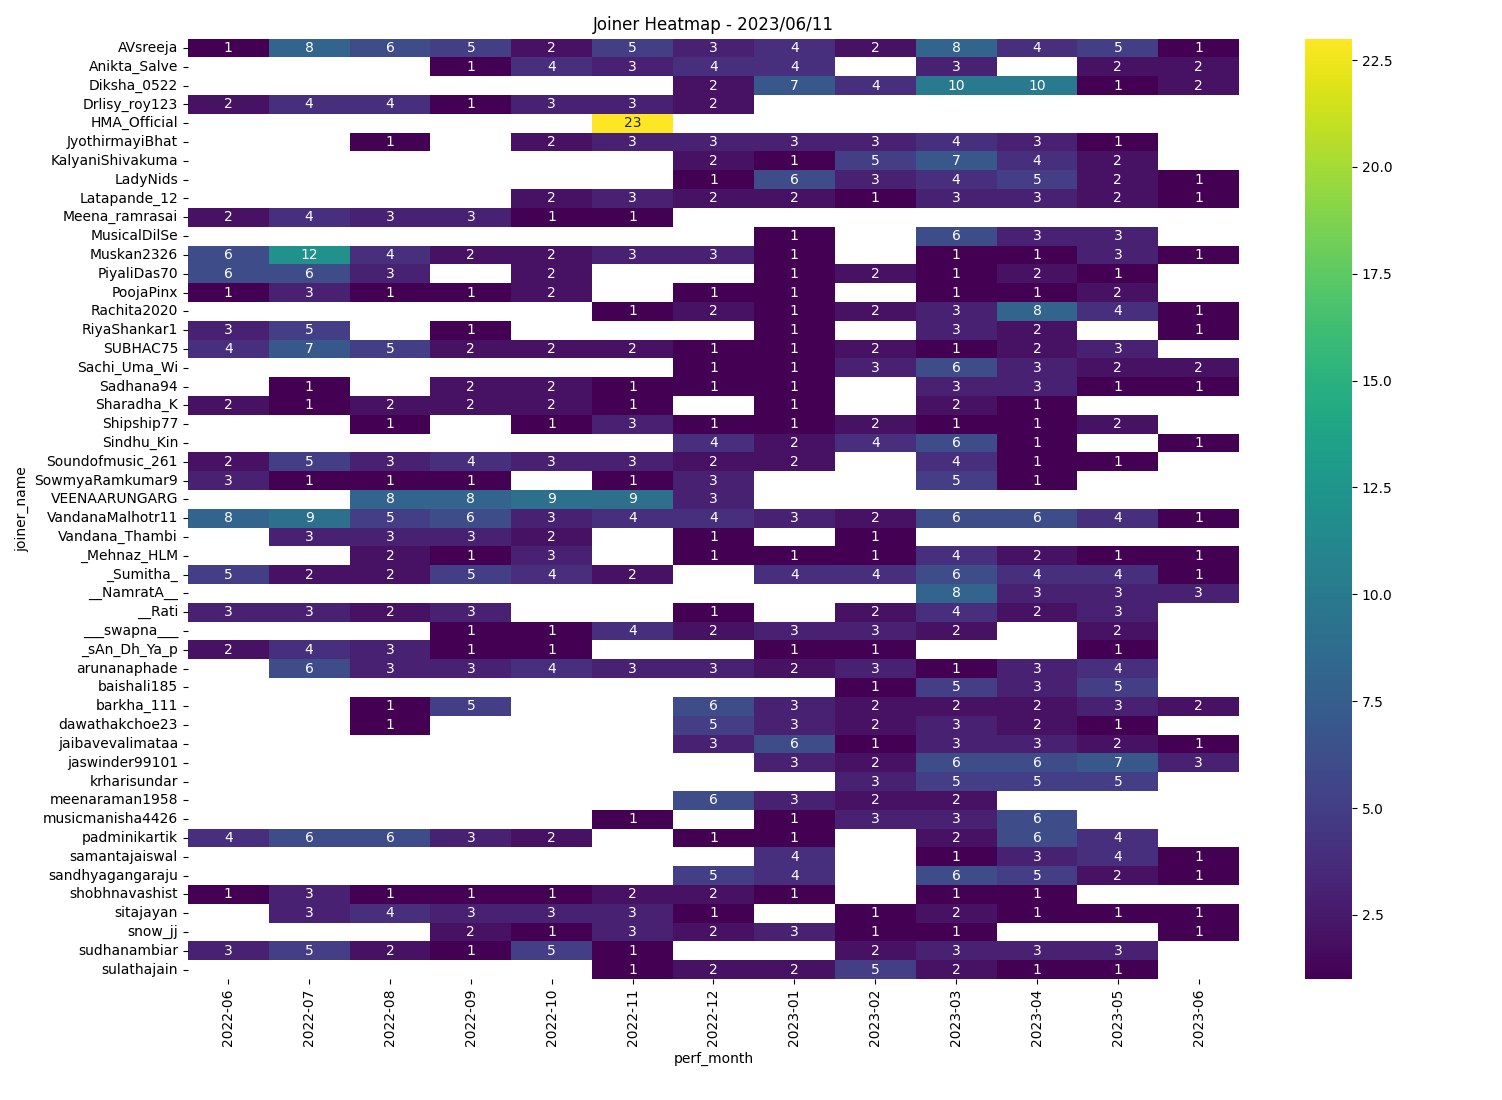 Joiner Heatmap - 2023/06/11
joiner_name
AVsreeja 1 8 6 5 2 5 3 4 2 8 4 5 1
Anikta_Salve 1 4 3 4 4 3 2 2
Diksha_0522 2 7 4 10 10 1 2
Drlisy_roy123 2 4 4 1 3 3 2
HMA_Official 23
JyothirmayiBhat 1 2 3 3 3 3 4 3 1
KalyaniShivakuma 2 1 5 7 4 2
LadyNids 1 6 3 4 5 2 1
Latapande_12 2 3 2 2 1 3 3 2 1
Meena_ramrasai 2 4 3 3 1 1
MusicalDilSe 1 6 3 3
Muskan2326 6 12 4 2 2 3 3 1 1 1 3 1
PiyaliDas70 6 6 3 2 1 2 1 2 1
PoojaPinx 1 3 1 1 2 1 1 1 1 2
Rachita2020 1 2 1 2 3 8 4 1
RiyaShankar1 3 5 1 1 3 2 1
SUBHAC75 4 7 5 2 2 2 1 1 2 1 2 3
Sachi_Uma_Wi 1 1 3 6 3 2 2
Sadhana94 1 2 2 1 1 1 3 3 1 1
Sharadha_K 2 1 2 2 2 1 1 2 1
Shipship77 1 1 3 1 1 2 1 1 2
Sindhu_Kin 4 2 4 6 1 1
Soundofmusic_261 2 5 3 4 3 3 2 2 4 1 1
SowmyaRamkumar9 3 1 1 1 1 3 5 1
VEENAARUNGARG 8 8 9 9 3
VandanaMalhotr11 8 9 5 6 3 4 4 3 2 6 6 4 1
Vandana_Thambi 3 3 3 2 1 1
_Mehnaz_HLM 2 1 3 1 1 1 4 2 1 1
_Sumitha_ 5 2 2 5 4 2 4 4 6 4 4 1
__NamratA__ 8 3 3 3
__Rati 3 3 2 3 1 2 4 2 3
___swapna___ 1 1 4 2 3 3 2 2
_sAn_Dh_Ya_p 2 4 3 1 1 1 1 1
arunanaphade 6 3 3 4 3 3 2 3 1 3 4
baishali185 1 5 3 5
barkha_111 1 5 6 3 2 2 2 3 2
dawathakchoe23 1 5 3 2 3 2 1
jaibavevalimataa 3 6 1 3 3 2 1
jaswinder99101 3 2 6 6 7 3
krharisundar 3 5 5 5
meenaraman1958 6 3 2 2
musicmanisha4426 1 1 3 3 6
padminikartik 4 6 6 3 2 1 1 2 6 4
samantajaiswal 4 1 3 4 1
sandhyagangaraju 5 4 6 5 2 1
shobhnavashist 1 3 1 1 1 2 2 1 1 1
sitajayan 3 4 3 3 3 1 1 2 1 1 1
snow_jj 2 1 3 2 3 1 1 1
sudhanambiar 3 5 2 1 5 1 2 3 3 3
sulathajain 1 2 2 5 2 1 1
2022-06 2022-07 2022-08 2022-09 2022-10 2022-11 2022-12 2023-01 2023-02 2023-03 2023-04 2023-05 2023-06
perf_month
22.5
20.0
17.5
15.0
12.5
10.0
7.5
5.0
2.5